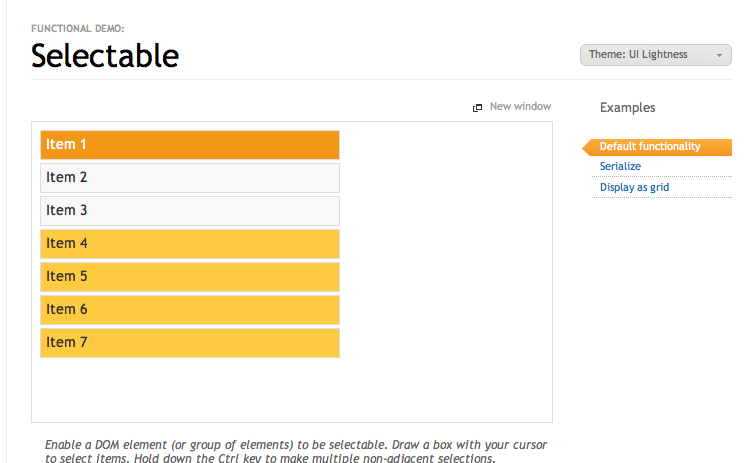 FUNCTIONAL DEMO:
Selectable
Theme: UI Lightness
New window
Item 1
Item 2
Item 3
Item 4
Item 5
Item 6
Item 7
Enable a DOM element (or group of elements) to be selectable. Draw a box with your cursor
to select items. Hold down the Ctrl key to make multiple non-adjacent selections.
Examples
Default functionality
Serialize
Display as grid